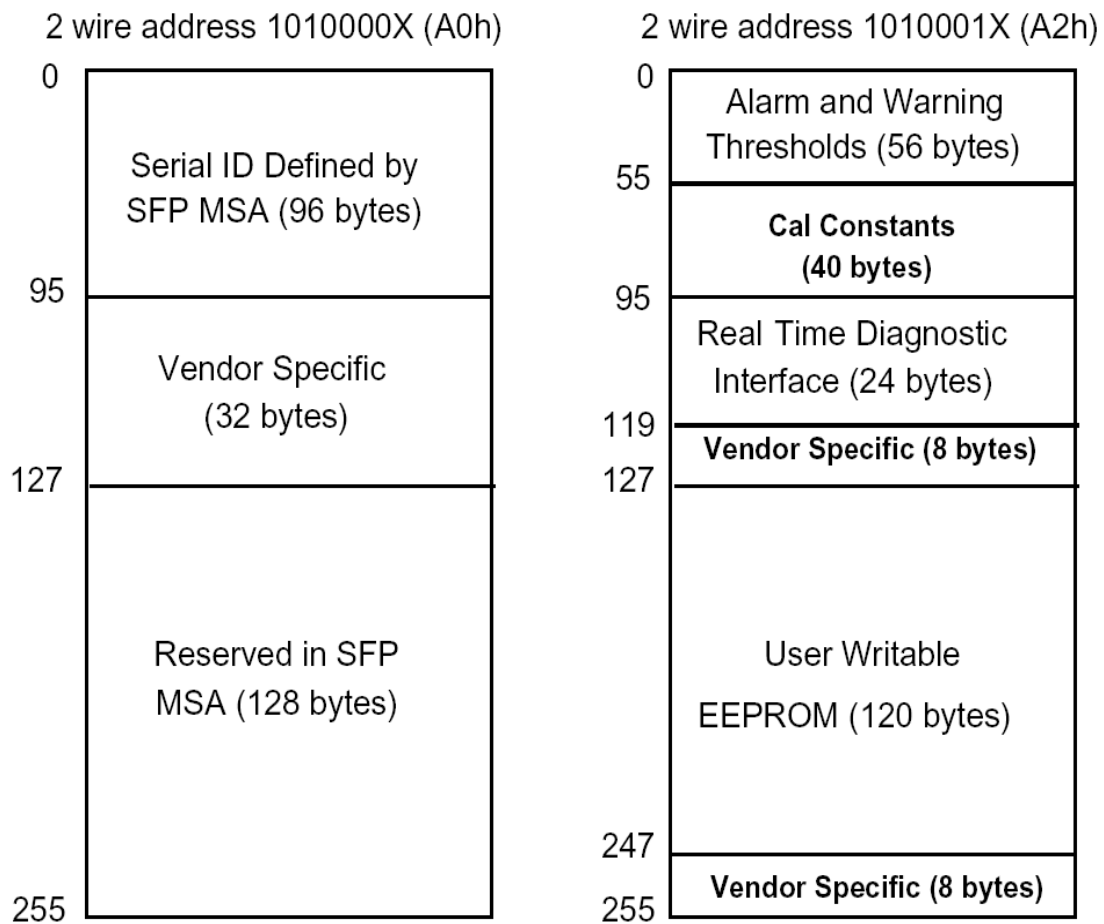 2 wire address 1010000X (A0h)
0
Serial ID Defined by
SFP MSA (96 bytes)
95
Vendor Specific
(32 bytes)
127
Reserved in SFP
MSA (128 bytes)
255
2 wire address 1010001X (A2h)
0
Alarm and Warning
Thresholds (56 bytes)
55
Cal Constants
(40 bytes)
95
Real Time Diagnostic
Interface (24 bytes)
119
Vendor Specific (8 bytes)
127
User Writable
EEPROM (120 bytes)
247
Vendor Specific (8 bytes)
255